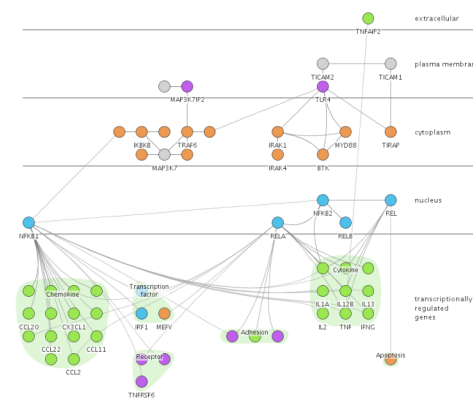 extracellular
TNFAIP2
plasma membran
TICAM2
TICAM1
MAP3K7IP2
TLR4
cytoplasm
IKBKB
TRAF6
IRAK1
MYD88
TIRAP
MAP3K7
IRAK4
BTK
nucleus
NFKB2
REL
NFKB1
RELA
RELB
Cytokine
Chemokine
Transcription
factor
transcriptionally
regulated
genes
CCL20
CX3CL1
IRF1
MEFV
IL1A
IL12B
IL13
IL2
TNF
IFNG
Adhesion
CCL22
CCL11
Receptor
Apoptosis
CCL2
TNFRSF6